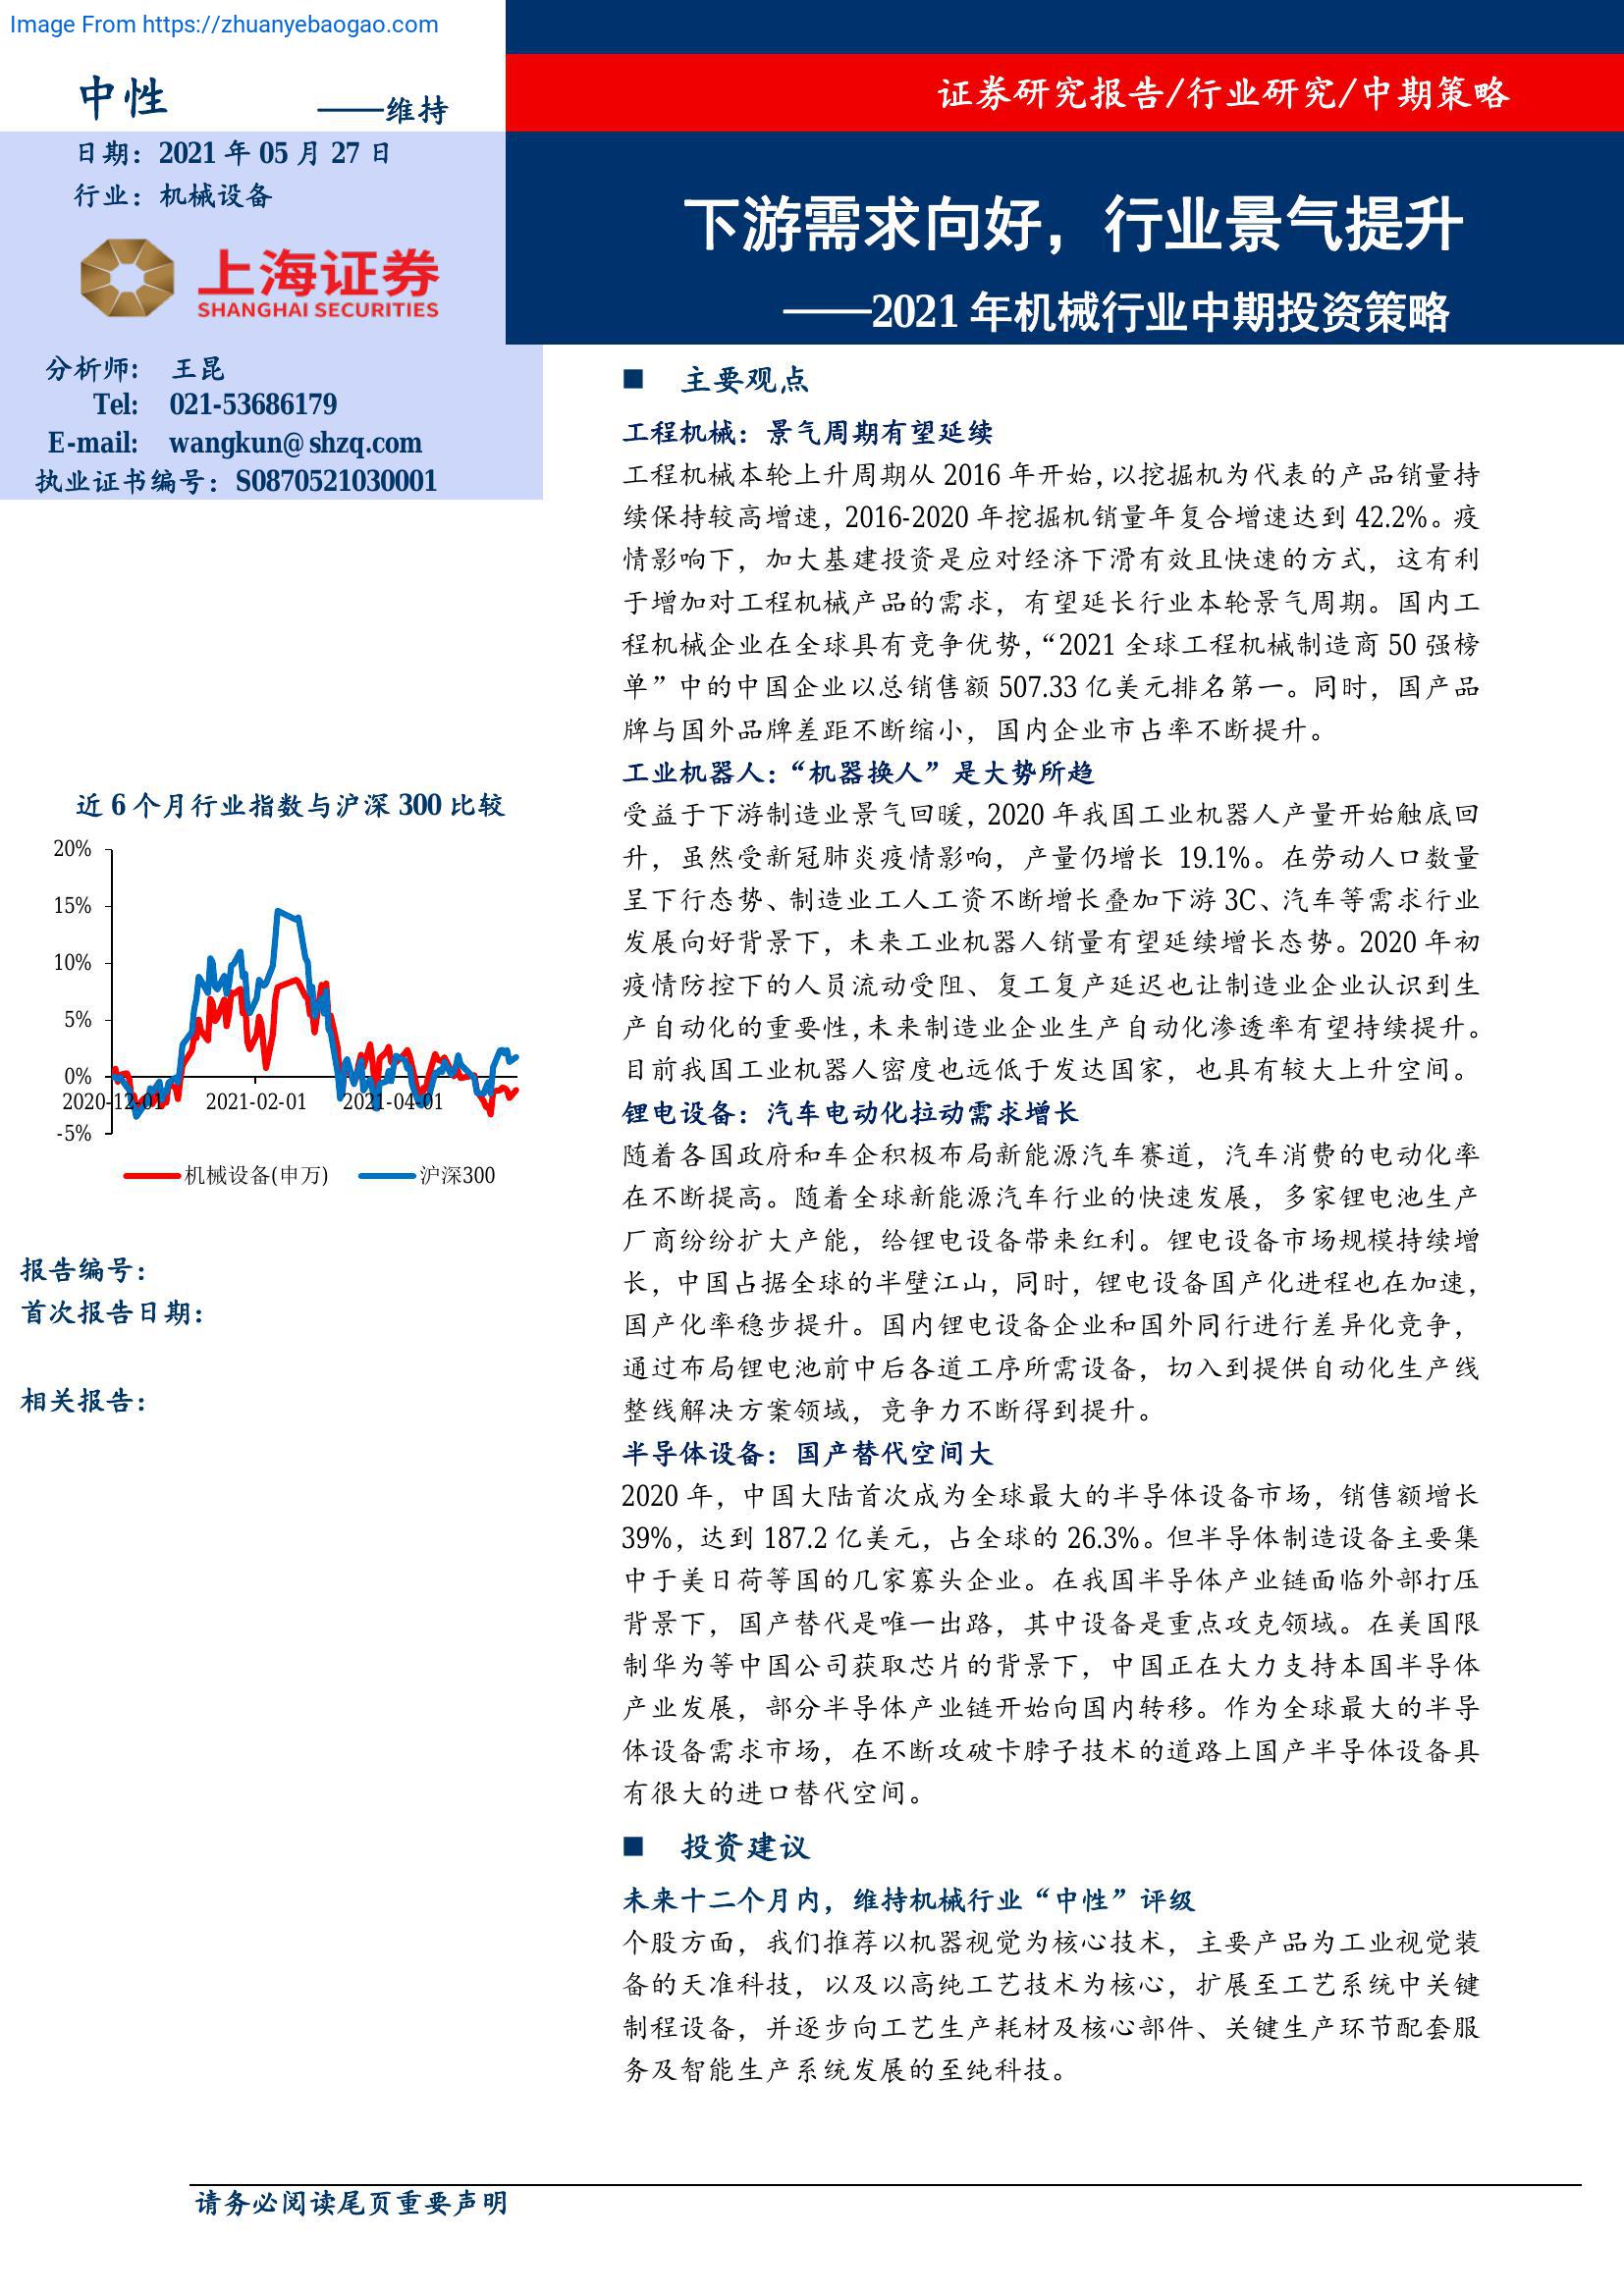 Image From https://zhuanyebaogao.com
证券研究报告/行业研究/中期策略
中性 ——维持
日期：2021 年 05 月 27 日
行业：机械设备
上海证券
SHANGHAI SECURITIES
分析师: 王昆
Tel: 021-53686179
E-mail: wangkun@shzq.com
执业证书编号：S0870521030001
近 6 个月行业指数与沪深 300 比较
20%
15%
10%
5%
0%
2020-12-01 2021-02-01 2021-04-01
-5%
机械设备(申万) 沪深300
报告编号：
首次报告日期：
相关报告：
下游需求向好，行业景气提升
——2021 年机械行业中期投资策略
■ 主要观点
工程机械：景气周期有望延续
工程机械本轮上升周期从 2016 年开始，以挖掘机为代表的产品销量持
续保持较高增速，2016-2020 年挖掘机销量年复合增速达到 42.2%。疫
情影响下，加大基建投资是应对经济下滑有效且快速的方式，这有利
于增加对工程机械产品的需求，有望延长行业本轮景气周期。国内工
程机械企业在全球具有竞争优势，“2021 全球工程机械制造商 50 强榜
单”中的中国企业以总销售额 507.33 亿美元排名第一。同时，国产品
牌与国外品牌差距不断缩小，国内企业市占率不断提升。
工业机器人：“机器换人”是大势所趋
受益于下游制造业景气回暖，2020 年我国工业机器人产量开始触底回
升，虽然受新冠肺炎疫情影响，产量仍增长 19.1%。在劳动人口数量
呈下行态势、制造业工人工资不断增长叠加下游 3C、汽车等需求行业
发展向好背景下，未来工业机器人销量有望延续增长态势。2020 年初
疫情防控下的人员流动受阻、复工复产延迟也让制造业企业认识到生
产自动化的重要性，未来制造业企业生产自动化渗透率有望持续提升。
目前我国工业机器人密度也远低于发达国家，也具有较大上升空间。
锂电设备：汽车电动化拉动需求增长
随着各国政府和车企积极布局新能源汽车赛道，汽车消费的电动化率
在不断提高。随着全球新能源汽车行业的快速发展，多家锂电池生产
厂商纷纷扩大产能，给锂电设备带来红利。锂电设备市场规模持续增
长，中国占据全球的半壁江山，同时，锂电设备国产化进程也在加速，
国产化率稳步提升。国内锂电设备企业和国外同行进行差异化竞争，
通过布局锂电池前中后各道工序所需设备，切入到提供自动化生产线
整线解决方案领域，竞争力不断得到提升。
半导体设备：国产替代空间大
2020 年，中国大陆首次成为全球最大的半导体设备市场，销售额增长
39%，达到 187.2 亿美元，占全球的 26.3%。但半导体制造设备主要集
中于美日荷等国的几家寡头企业。在我国半导体产业链面临外部打压
背景下，国产替代是唯一出路，其中设备是重点攻克领域。在美国限
制华为等中国公司获取芯片的背景下，中国正在大力支持本国半导体
产业发展，部分半导体产业链开始向国内转移。作为全球最大的半导
体设备需求市场，在不断攻破卡脖子技术的道路上国产半导体设备具
有很大的进口替代空间。
■ 投资建议
未来十二个月内，维持机械行业“中性”评级
个股方面，我们推荐以机器视觉为核心技术，主要产品为工业视觉装
备的天准科技，以及以高纯工艺技术为核心，扩展至工艺系统中关键
制程设备，并逐步向工艺生产耗材及核心部件、关键生产环节配套服
务及智能生产系统发展的至纯科技。
请务必阅读尾页重要声明